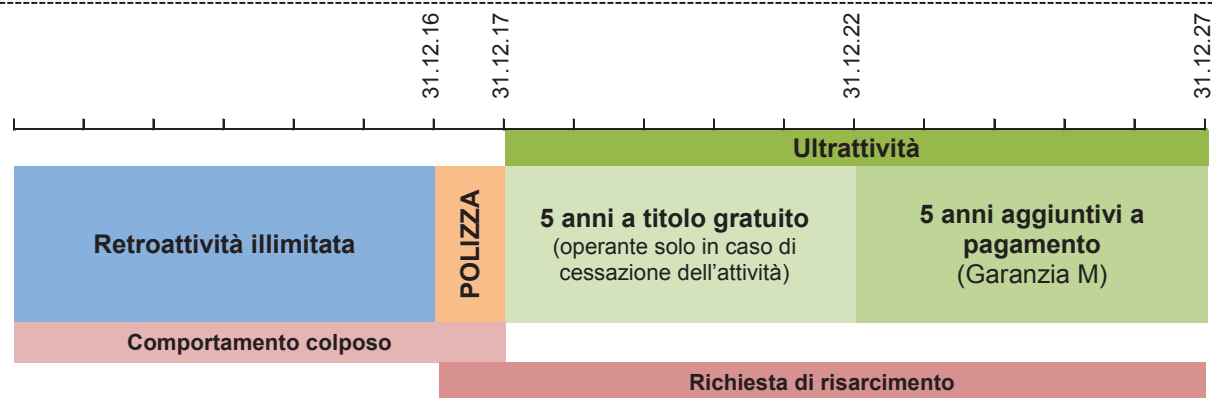 31.12.16
31.12.17
31.12.22
31.12.27
Ultrattività
Retroattività illimitata
POLIZZA
5 anni a titolo gratuito
(operante solo in caso di
cessazione dell'attività)
5 anni aggiuntivi a
pagamento
(Garanzia M)
Comportamento colposo
Richiesta di risarcimento